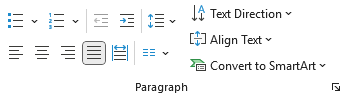 Text Direction
Align Text
Convert to SmartArt
Paragraph